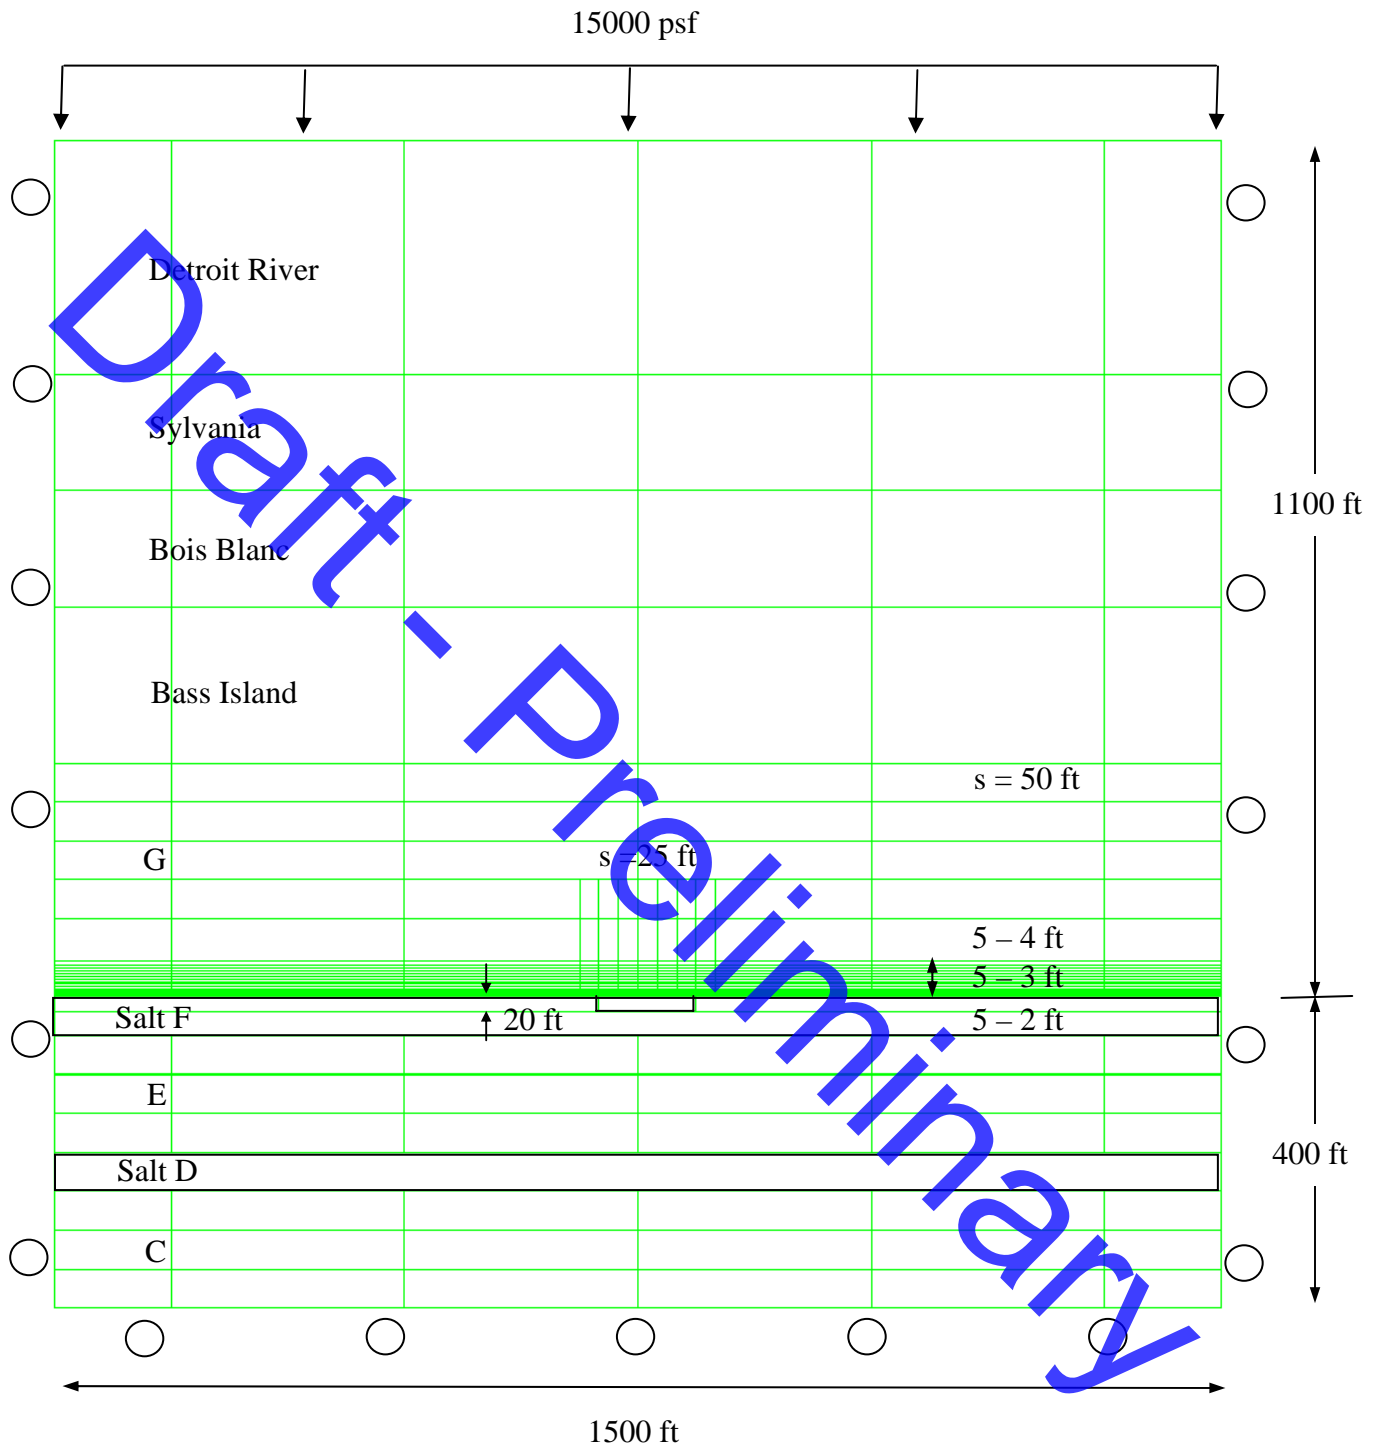 15000 psf
Detroit River
Sylvania
1100 ft
Bois Blanc
Bass Island
s = 50 ft
G
s =25 ft
5 – 4 ft
5 – 3 ft
Salt F
20 ft
5 – 2 ft
E
400 ft
Salt D
C
1500 ft
Draft - Preliminary